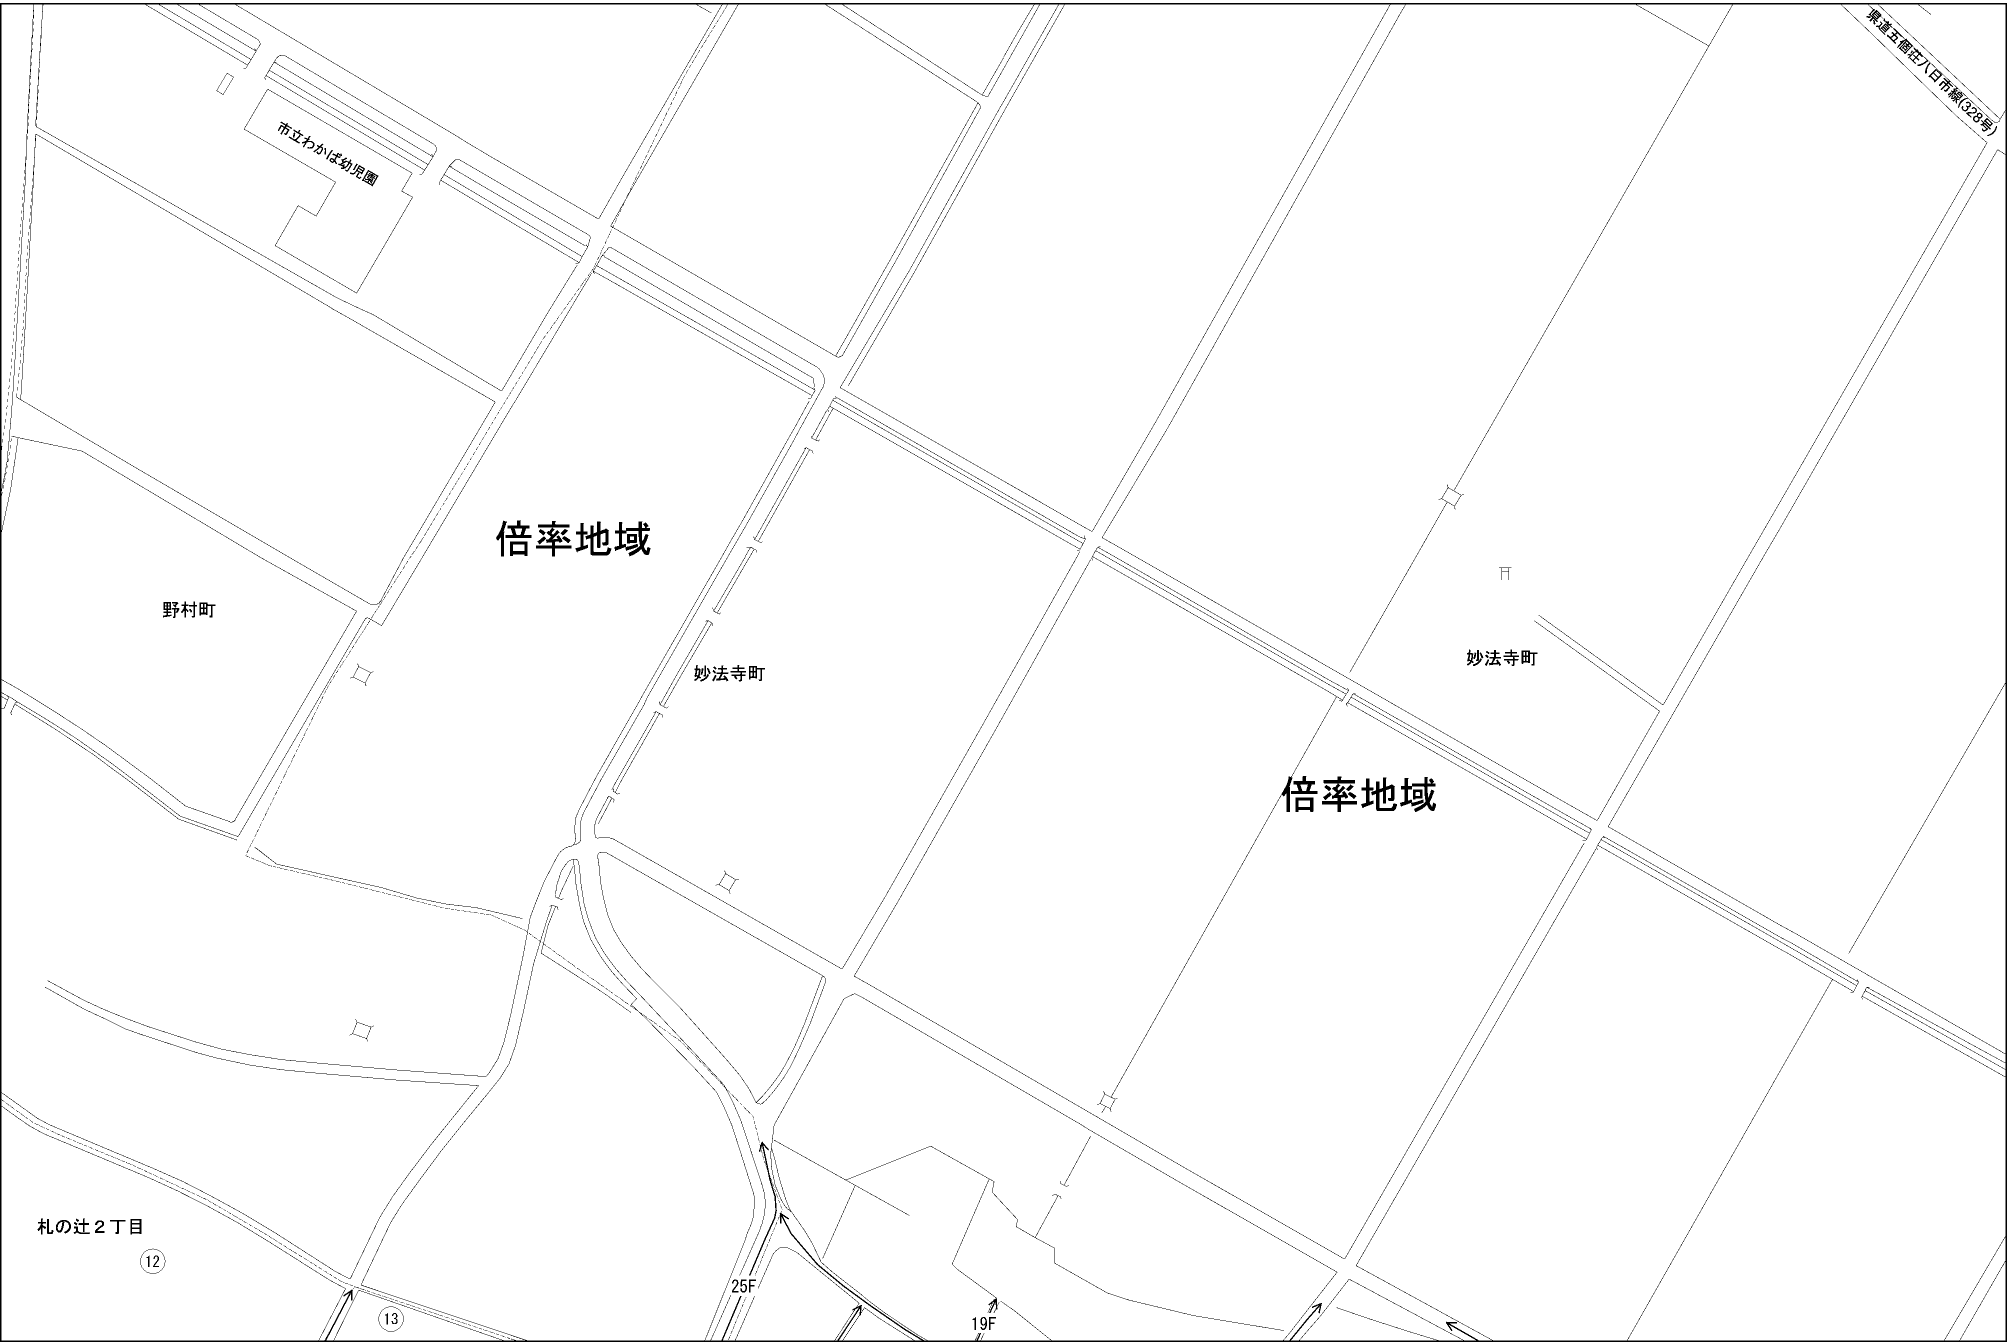 県道五個荘八日市線(328号)
市立わかば幼児園
倍率地域
野村町
妙法寺町
妙法寺町
倍率地域
札の辻２丁目
12
13
25F
19F